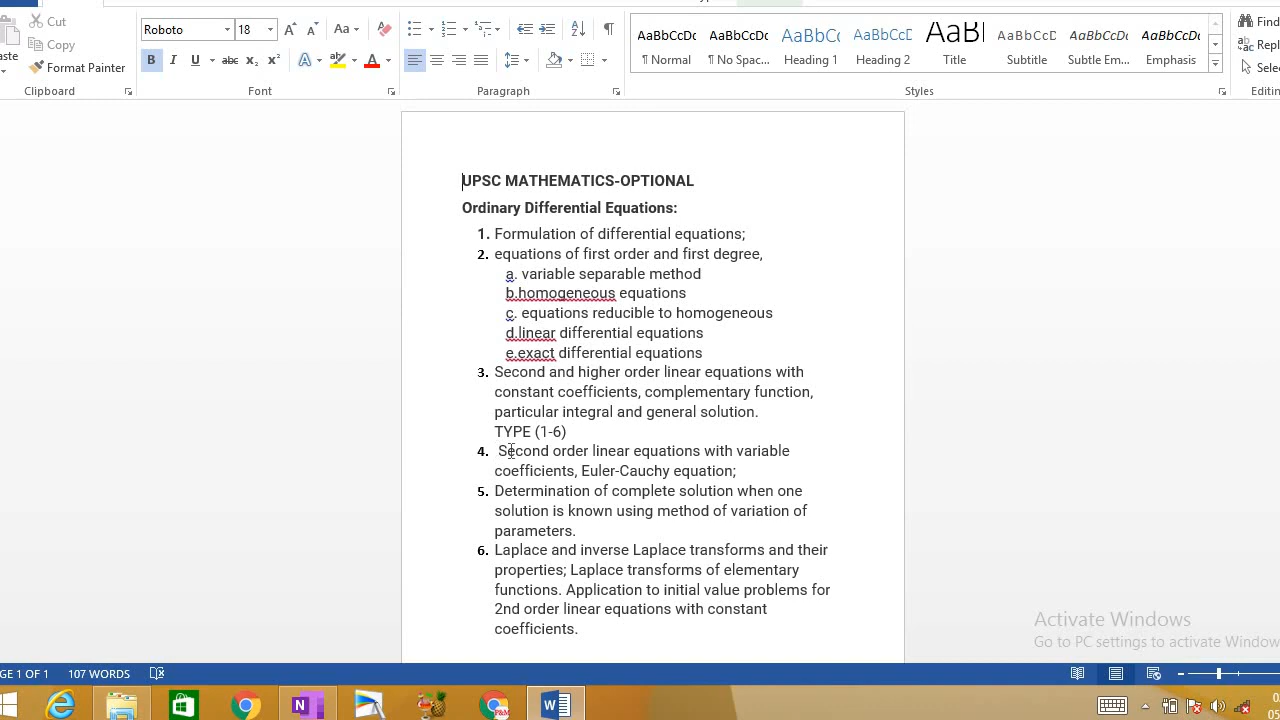 Cut
Copy
aste
Format Painter
Clipboard
Roboto
18
Aa
B I U abc x₂ x²
A
Font
Paragraph
AaBbCcDc AaBbCcDc AaBbCc AaBbCcE AaBl AaBbCcD AaBbCcDc AaBbCcDc
¶ Normal ¶ No Spac... Heading 1 Heading 2 Title Subtitle Subtle Em... Emphasis
Styles
Find
Repl
Selec
Editin
UPSC MATHEMATICS-OPTIONAL
Ordinary Differential Equations:
1. Formulation of differential equations;
2. equations of first order and first degree,
a. variable separable method
b.homogeneous equations
c. equations reducible to homogeneous
d.linear differential equations
e.exact differential equations
3. Second and higher order linear equations with
constant coefficients, complementary function,
particular integral and general solution.
TYPE (1-6)
4. Second order linear equations with variable
coefficients, Euler-Cauchy equation;
5. Determination of complete solution when one
solution is known using method of variation of
parameters.
6. Laplace and inverse Laplace transforms and their
properties; Laplace transforms of elementary
functions. Application to initial value problems for
2nd order linear equations with constant
coefficients.
Activate Windows
Go to PC settings to activate Window
GE 1 OF 1 107 WORDS